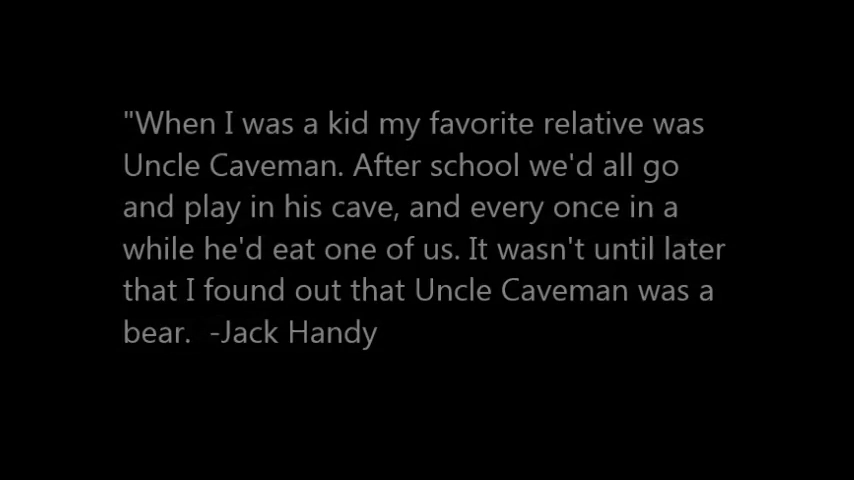 "When I was a kid my favorite relative was
Uncle Caveman. After school we'd all go
and play in his cave, and every once in a
while he'd eat one of us. It wasn't until later
that I found out that Uncle Caveman was a
bear.  -Jack Handy